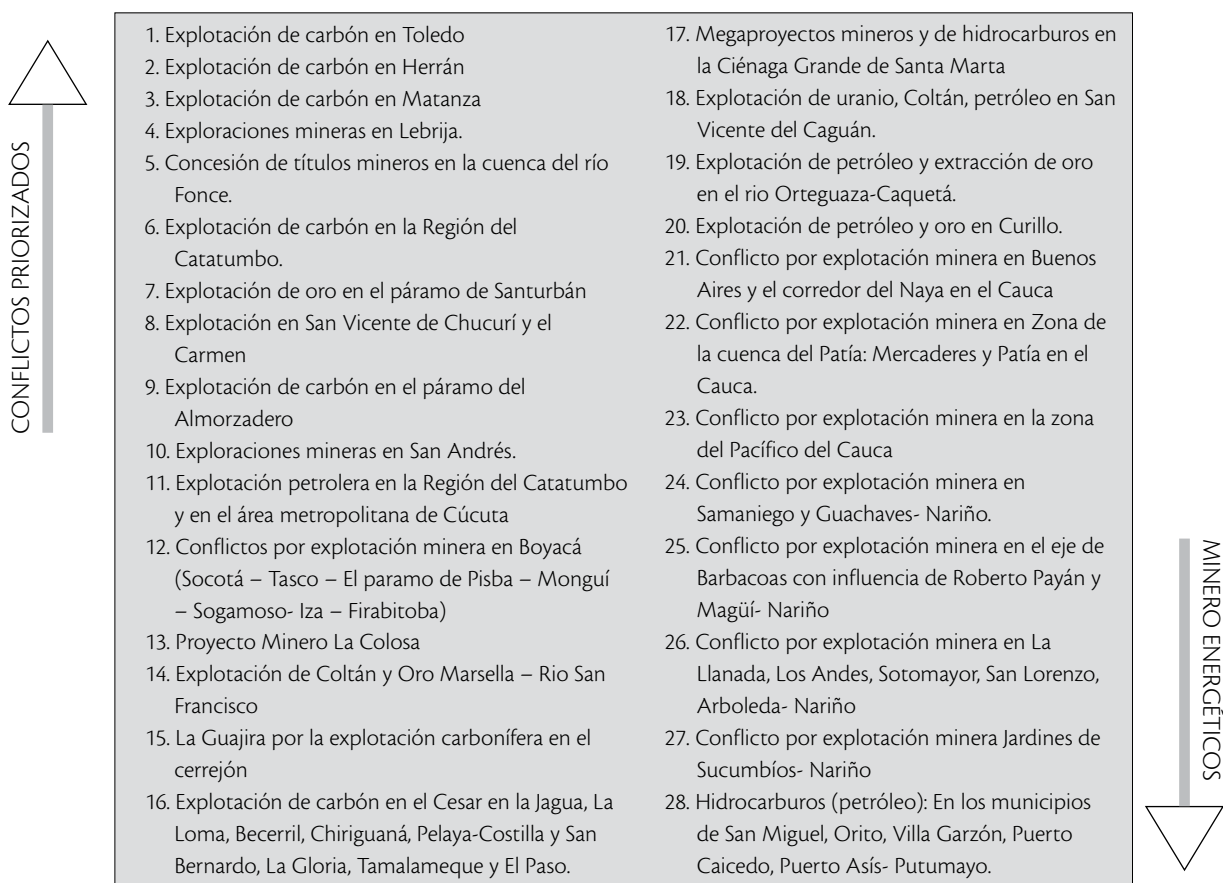 CONFLICTOS PRIORIZADOS
1. Explotación de carbón en Toledo
2. Explotación de carbón en Herrán
3. Explotación de carbón en Matanza
4. Exploraciones mineras en Lebrija.
5. Concesión de títulos mineros en la cuenca del río
Fonce.
6. Explotación de carbón en la Región del
Catatumbo.
7. Explotación de oro en el páramo de Santurbán
8. Explotación en San Vicente de Chucurí y el
Carmen
9. Explotación de carbón en el páramo del
Almorzadero
10. Exploraciones mineras en San Andrés.
11. Explotación petrolera en la Región del Catatumbo
y en el área metropolitana de Cúcuta
12. Conflictos por explotación minera en Boyacá
(Socotá – Tasco – El paramo de Pisba – Monguí
– Sogamoso- Iza – Firabitoba)
13. Proyecto Minero La Colosa
14. Explotación de Coltán y Oro Marsella – Rio San
Francisco
15. La Guajira por la explotación carbonífera en el
cerrejón
16. Explotación de carbón en el Cesar en la Jagua, La
Loma, Becerril, Chiriguaná, Pelaya-Costilla y San
Bernardo, La Gloria, Tamalameque y El Paso.
17. Megaproyectos mineros y de hidrocarburos en
la Ciénaga Grande de Santa Marta
18. Explotación de uranio, Coltán, petróleo en San
Vicente del Caguán.
19. Explotación de petróleo y extracción de oro
en el rio Orteguaza-Caquetá.
20. Explotación de petróleo y oro en Curillo.
21. Conflicto por explotación minera en Buenos
Aires y el corredor del Naya en el Cauca
22. Conflicto por explotación minera en Zona de
la cuenca del Patía: Mercaderes y Patía en el
Cauca.
23. Conflicto por explotación minera en la zona
del Pacífico del Cauca
24. Conflicto por explotación minera en
Samaniego y Guachaves- Nariño.
25. Conflicto por explotación minera en el eje de
Barbacoas con influencia de Roberto Payán y
Magüí- Nariño
26. Conflicto por explotación minera en La
Llanada, Los Andes, Sotomayor, San Lorenzo,
Arboleda- Nariño
27. Conflicto por explotación minera Jardines de
Sucumbíos- Nariño
28. Hidrocarburos (petróleo): En los municipios
de San Miguel, Orito, Villa Garzón, Puerto
Caicedo, Puerto Asís- Putumayo.
MINERO ENERGÉTICOS